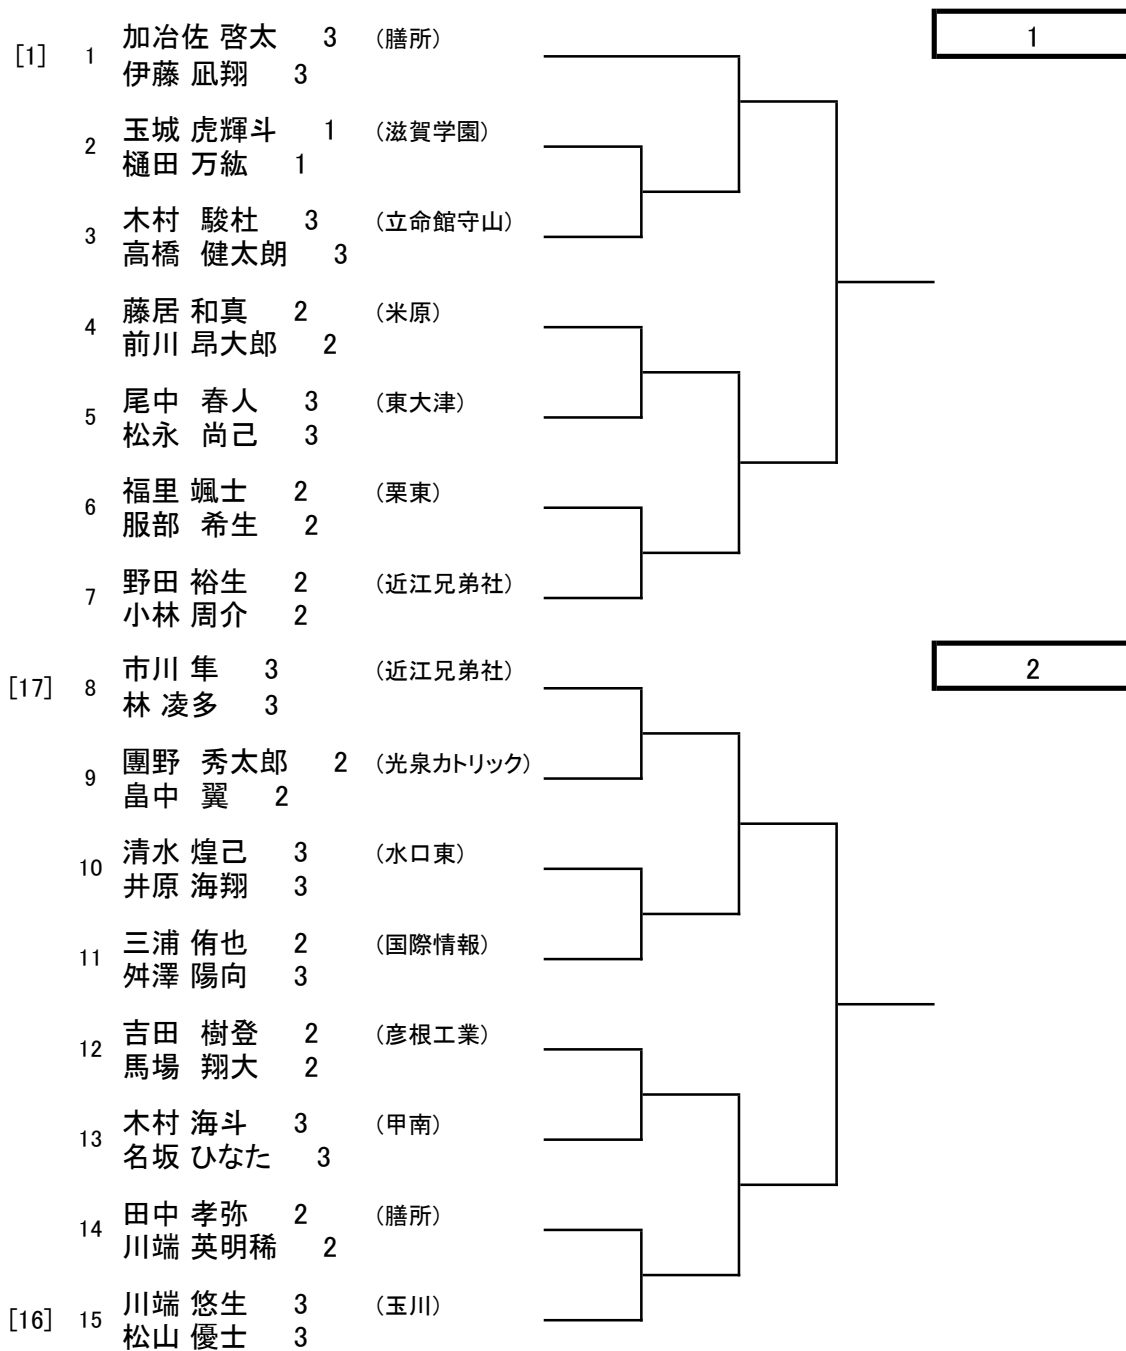 加冶佐 啓太 3 （膳所） 1
[1] 1
伊藤 凪翔 3
玉城 虎輝斗 1 （滋賀学園）
2
樋田 万紘 1
木村 駿杜 3 （立命館守山）
3
高橋 健太朗 3
藤居 和真 2 （米原）
4
前川 昂大郎 2
尾中 春人 3 （東大津）
5
松永 尚己 3
福里 颯士 2 （栗東）
6
服部 希生 2
野田 裕生 2 （近江兄弟社）
7
小林 周介 2
市川 隼 3 （近江兄弟社） 2
[17] 8
林 凌多 3
團野 秀太郎 2 （光泉カトリック）
9
畠中 翼 2
清水 煌己 3 （水口東）
10
井原 海翔 3
三浦 侑也 2 （国際情報）
11
舛澤 陽向 3
吉田 樹登 2 （彦根工業）
12
馬場 翔大 2
木村 海斗 3 （甲南）
13
名坂 ひなた 3
田中 孝弥 2 （膳所）
14
川端 英明稀 2
川端 悠生 3 （玉川）
[16] 15
松山 優士 3